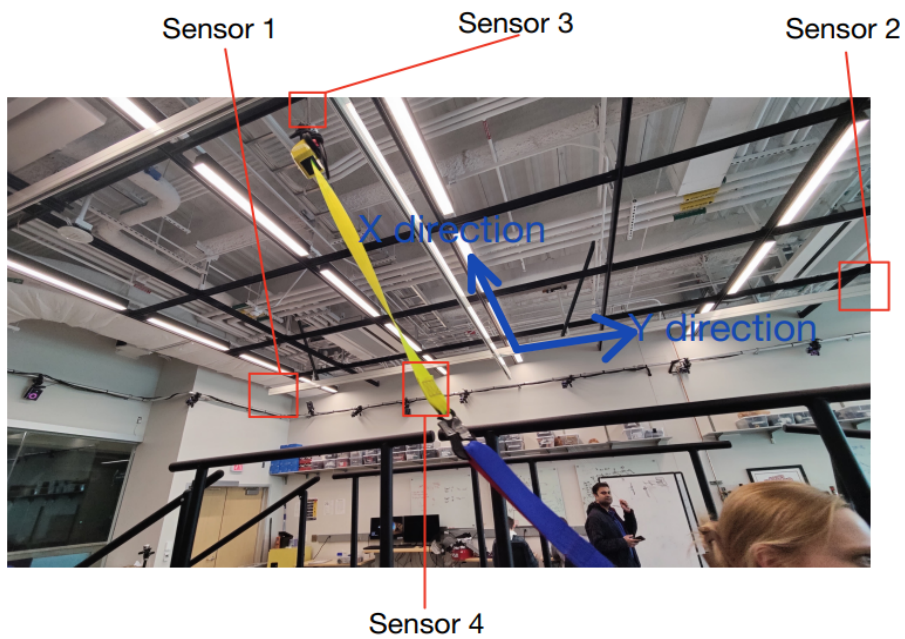 Sensor 1
Sensor 3
Sensor 2
X direction
Y direction
Sensor 4